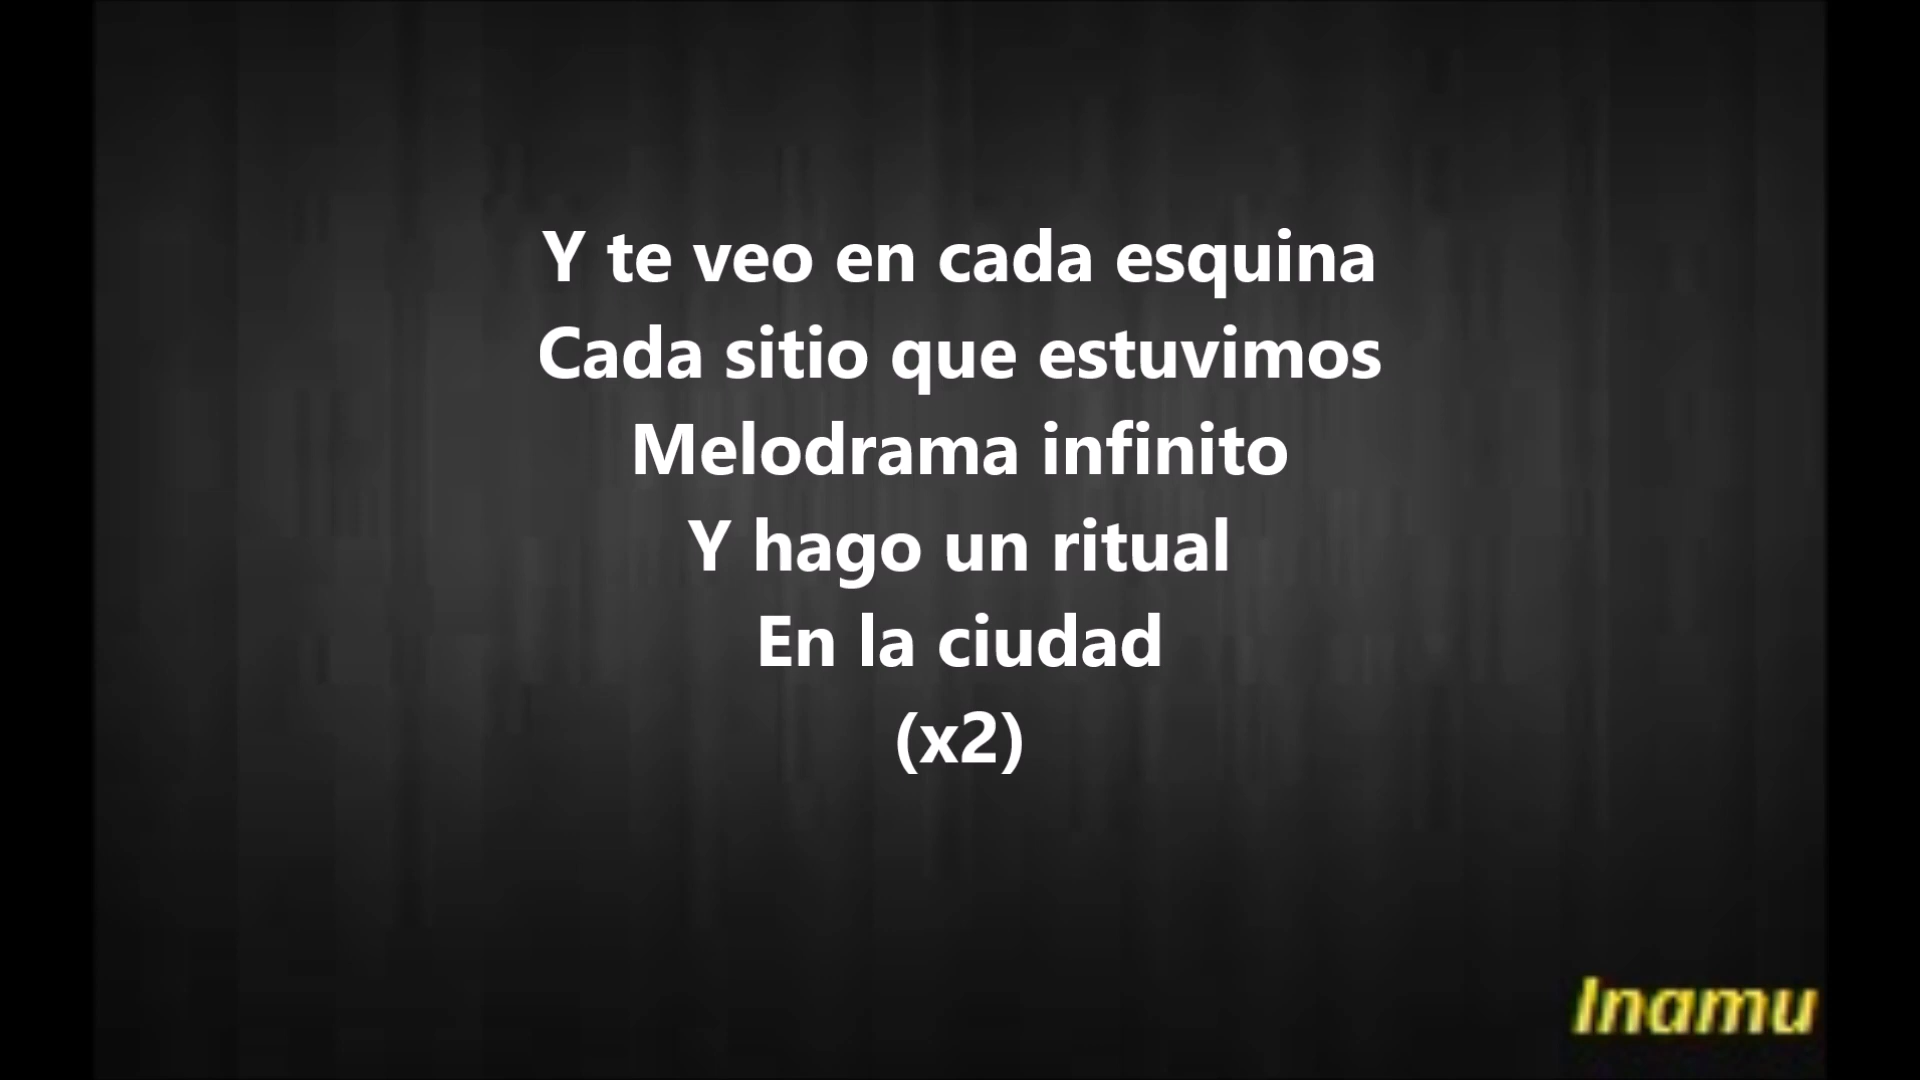 Y te veo en cada esquina
Cada sitio que estuvimos
Melodrama infinito
Y hago un ritual
En la ciudad
(x2)
Inamu